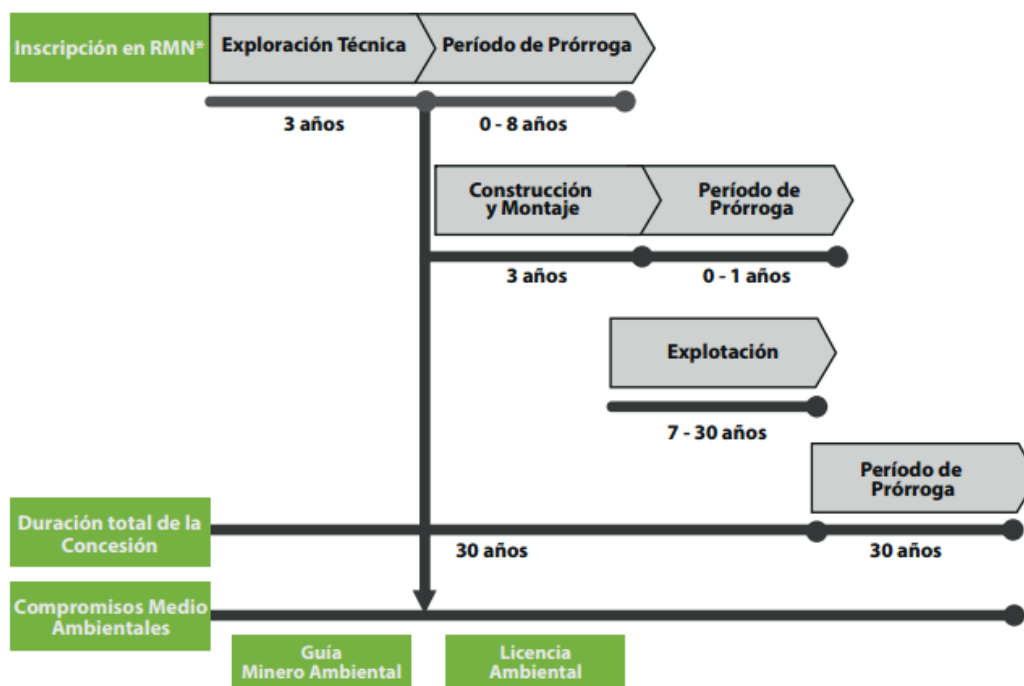 Inscripción en RMN*
Exploración Técnica
Período de Prórroga
3 años
0 - 8 años
Construcción
y Montaje
Período de
Prórroga
3 años
0 - 1 años
Explotación
7 - 30 años
Período de
Prórroga
Duración total de la
Concesión
30 años
30 años
Compromisos Medio
Ambientales
Guía
Minero Ambiental
Licencia
Ambiental